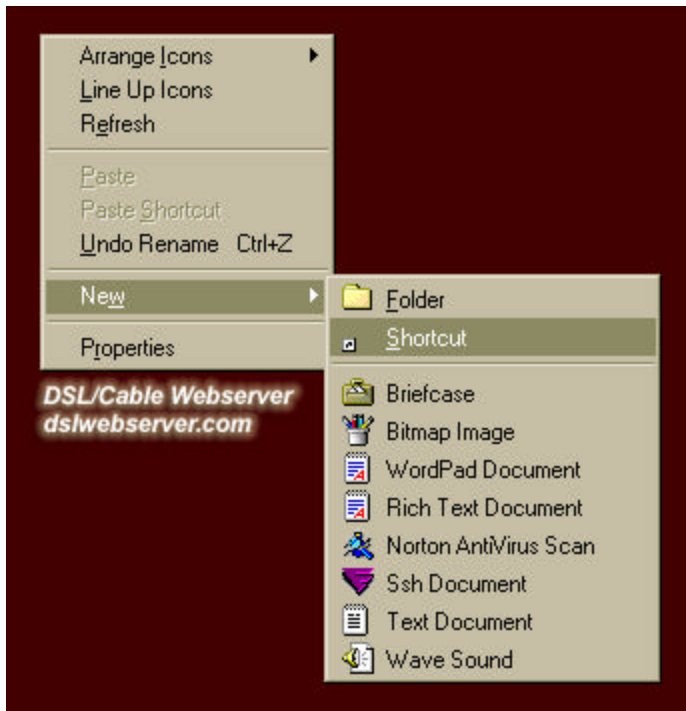 Arrange Icons
Line Up Icons
Refresh
Paste
Paste Shortcut
Undo Rename Ctrl+Z
New
Properties
DSL/Cable Webserver
dslwebserver.com
Folder
Shortcut
Briefcase
Bitmap Image
WordPad Document
Rich Text Document
Norton AntiVirus Scan
Ssh Document
Text Document
Wave Sound